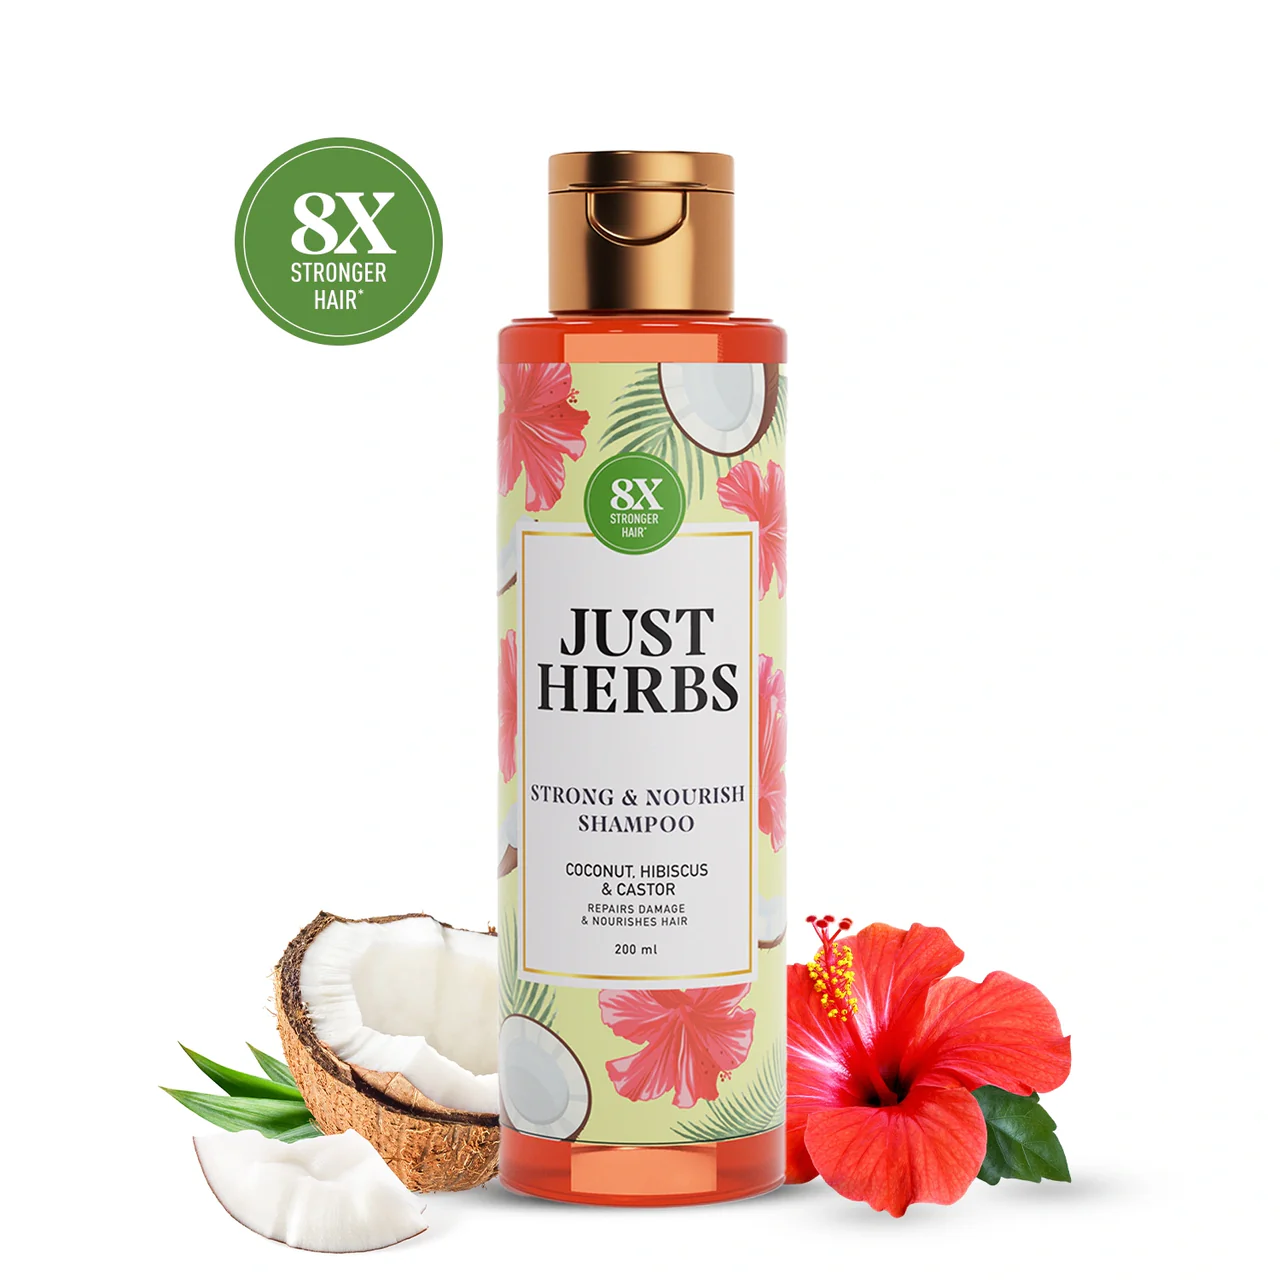 8X
STRONGER
HAIR*
8X
STRONGER
HAIR*
JUST
HERBS
STRONG & NOURISH
SHAMPOO
COCONUT, HIBISCUS
& CASTOR
REPAIRS DAMAGE
& NOURISHES HAIR
200 ml